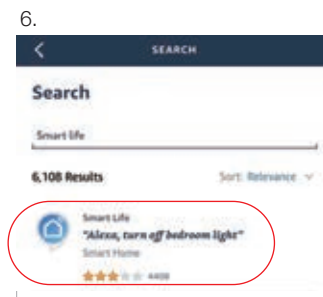 6.
SEARCH
Search
Smart life
6,108 Results Sort: Relevance
Smart Life
"Alexa, turn off bedroom light"
Smart Home
4408